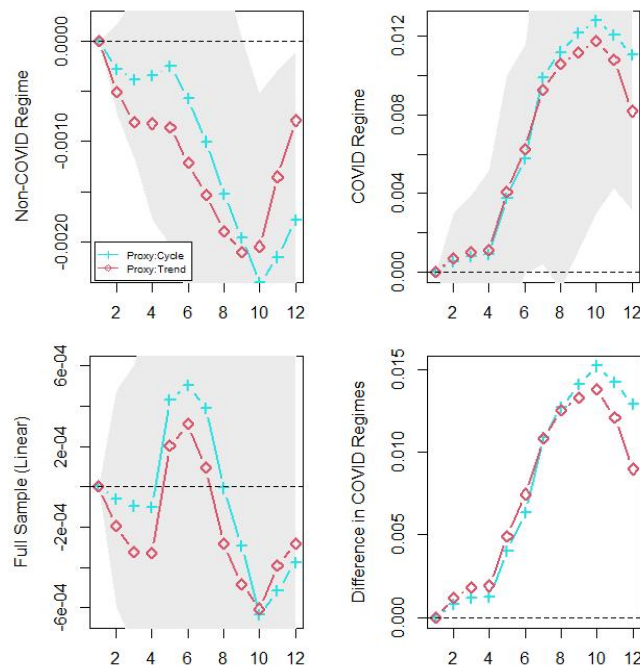 Non-COVID Regime
0.0000
-0.0010
-0.0020
Proxy:Cycle
Proxy:Trend
2 4 6 8 10 12
COVID Regime
0.012
0.008
0.004
0.000
2 4 6 8 10 12
Full Sample (Linear)
6e-04
2e-04
-2e-04
-6e-04
2 4 6 8 10 12
Difference in COVID Regimes
0.015
0.010
0.005
0.000
2 4 6 8 10 12